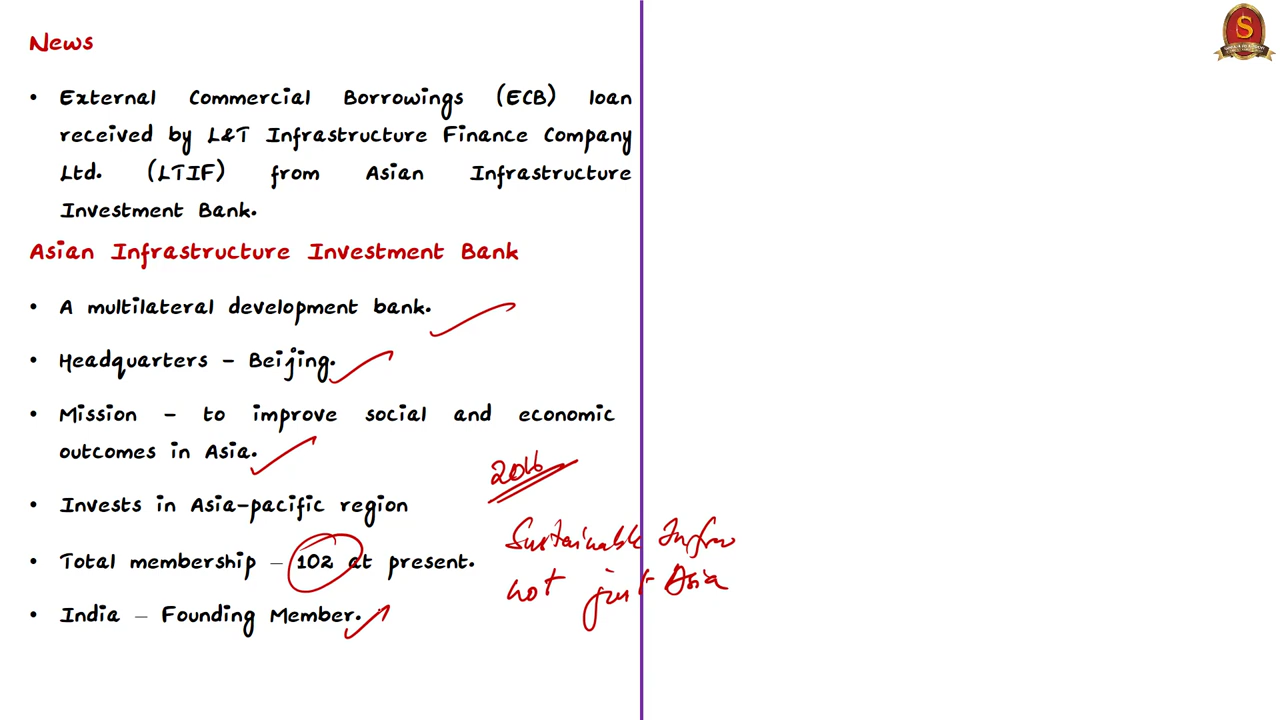 News
• External Commercial Borrowings (ECB) loan
received by L&T Infrastructure Finance Company
Ltd. (LTIF) from Asian Infrastructure
Investment Bank.
Asian Infrastructure Investment Bank
• A multilateral development bank.
• Headquarters – Beijing.
• Mission – to improve social and economic
outcomes in Asia.
2016
• Invests in Asia-pacific region
Sustainable Infra
• Total membership – 102 at present.
not just Asia
• India – Founding Member.
S